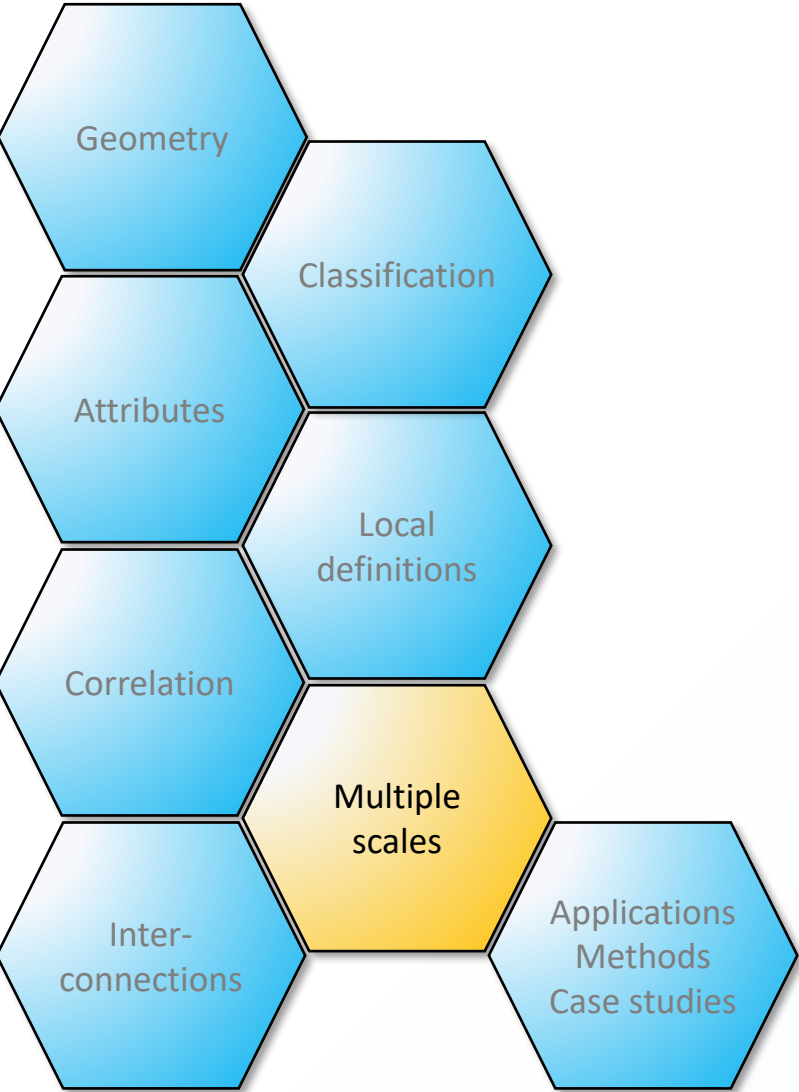 Geometry
Classification
Attributes
Local
definitions
Correlation
Multiple
scales
Inter-
connections
Applications
Methods
Case studies